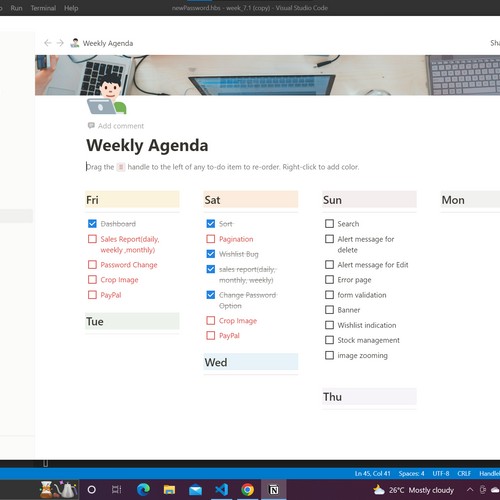 Run Terminal Help newPassword.hbs - week_7.1 (copy) - Visual Studio Code
Weekly Agenda
Add comment
Weekly Agenda
Drag the handle to the left of any to-do item to re-order. Right-click to add color.
Fri
Dashboard
Sales Report(daily,
weekly ,monthly)
Password Change
Crop Image
PayPal
Tue
Sat
Sort
Pagination
Wishlist Bug
sales report(daily,
monthly, weekly)
Change Password
Option
Crop Image
PayPal
Wed
Sun
Search
Alert message for
delete
Alert message for Edit
Error page
form validation
Banner
Wishlist indication
Stock management
image zooming
Thu
Mon
No
Ln 45, Col 41 Spaces: 4 UTF-8 CRLF
26°C Mostly cloudy